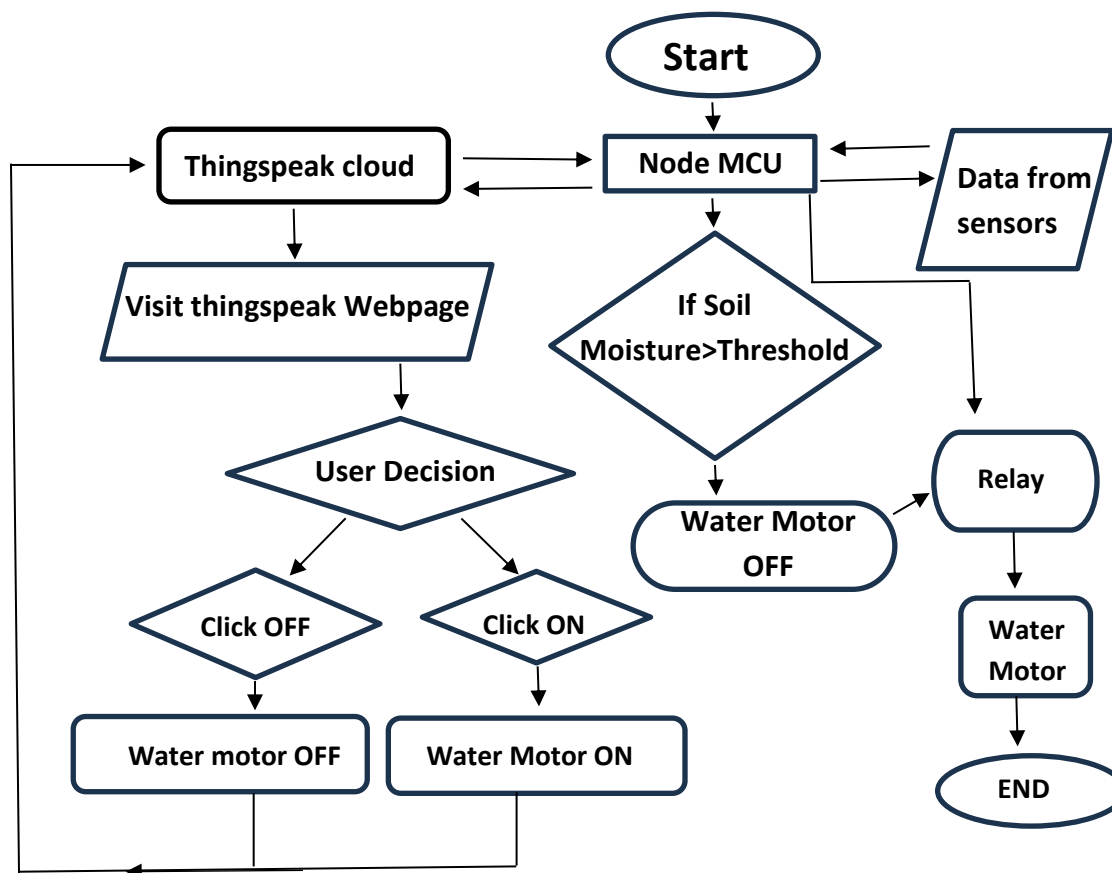 Start
Thingspeak cloud
Node MCU
Data from
sensors
Visit thingspeak Webpage
If Soil
Moisture>Threshold
User Decision
Relay
Water Motor
OFF
Click OFF
Click ON
Water
Motor
Water motor OFF
Water Motor ON
END